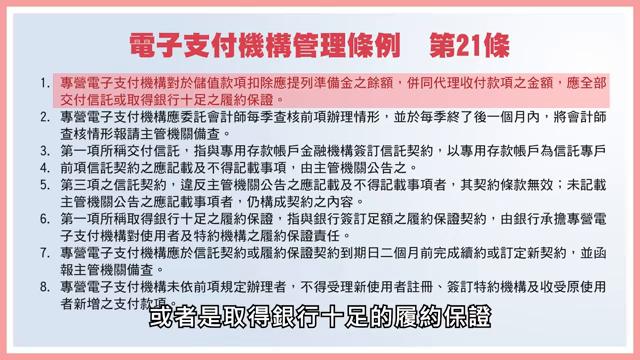 電子支付機構管理條例　第21條
1. 專營電子支付機構對於儲值款項扣除應提列準備金之餘額，併同代理收付款項之金額，應全部
交付信託或取得銀行十足之履約保證。
2. 專營電子支付機構應委託會計師每季查核前項辦理情形，並於每季終了後一個月內，將會計師
查核情形報請主管機關備查。
3. 第一項所稱交付信託，指與專用存款帳戶金融機構簽訂信託契約，以專用存款帳戶為信託專戶
4. 前項信託契約之應記載及不得記載事項，由主管機關公告之。
5. 第三項之信託契約，違反主管機關公告之應記載及不得記載事項者，其契約條款無效；未記載
主管機關公告之應記載事項者，仍構成契約之內容。
6. 第一項所稱取得銀行十足之履約保證，指與銀行簽訂足額之履約保證契約，由銀行承擔專營電
子支付機構對使用者及特約機構之履約保證責任。
7. 專營電子支付機構應於信託契約或履約保證契約到期日二個月前完成續約或訂定新契約，並函
報主管機關備查。
8. 專營電子支付機構未依前項規定辦理者，不得受理新使用者註冊、簽訂特約機構及收受原使用
者新增之支付款項。
或者是取得銀行十足的履約保證